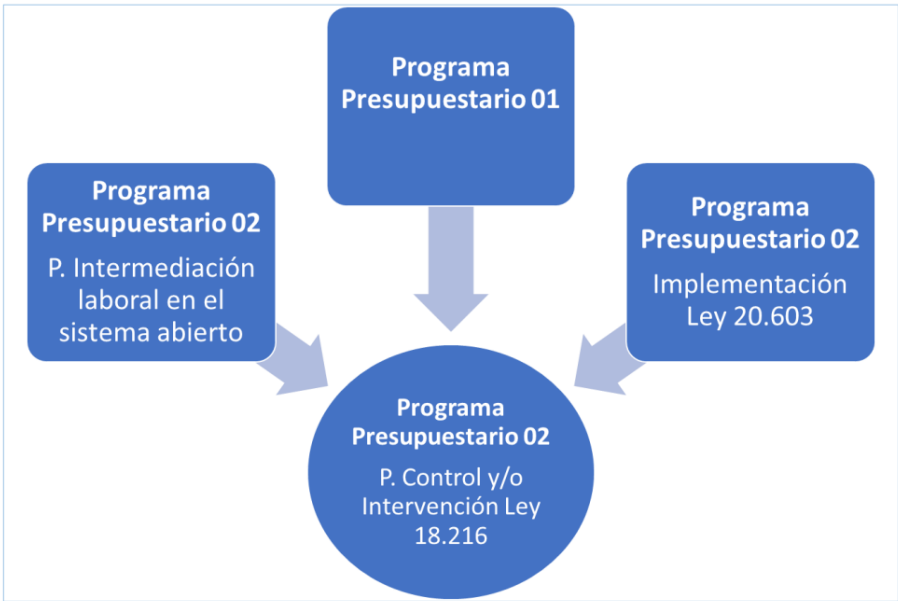 Programa
Presupuestario 01
Programa
Presupuestario 02
P. Intermediación
laboral en el
sistema abierto
Programa
Presupuestario 02
Implementación
Ley 20.603
Programa
Presupuestario 02
P. Control y/o
Intervención Ley
18.216